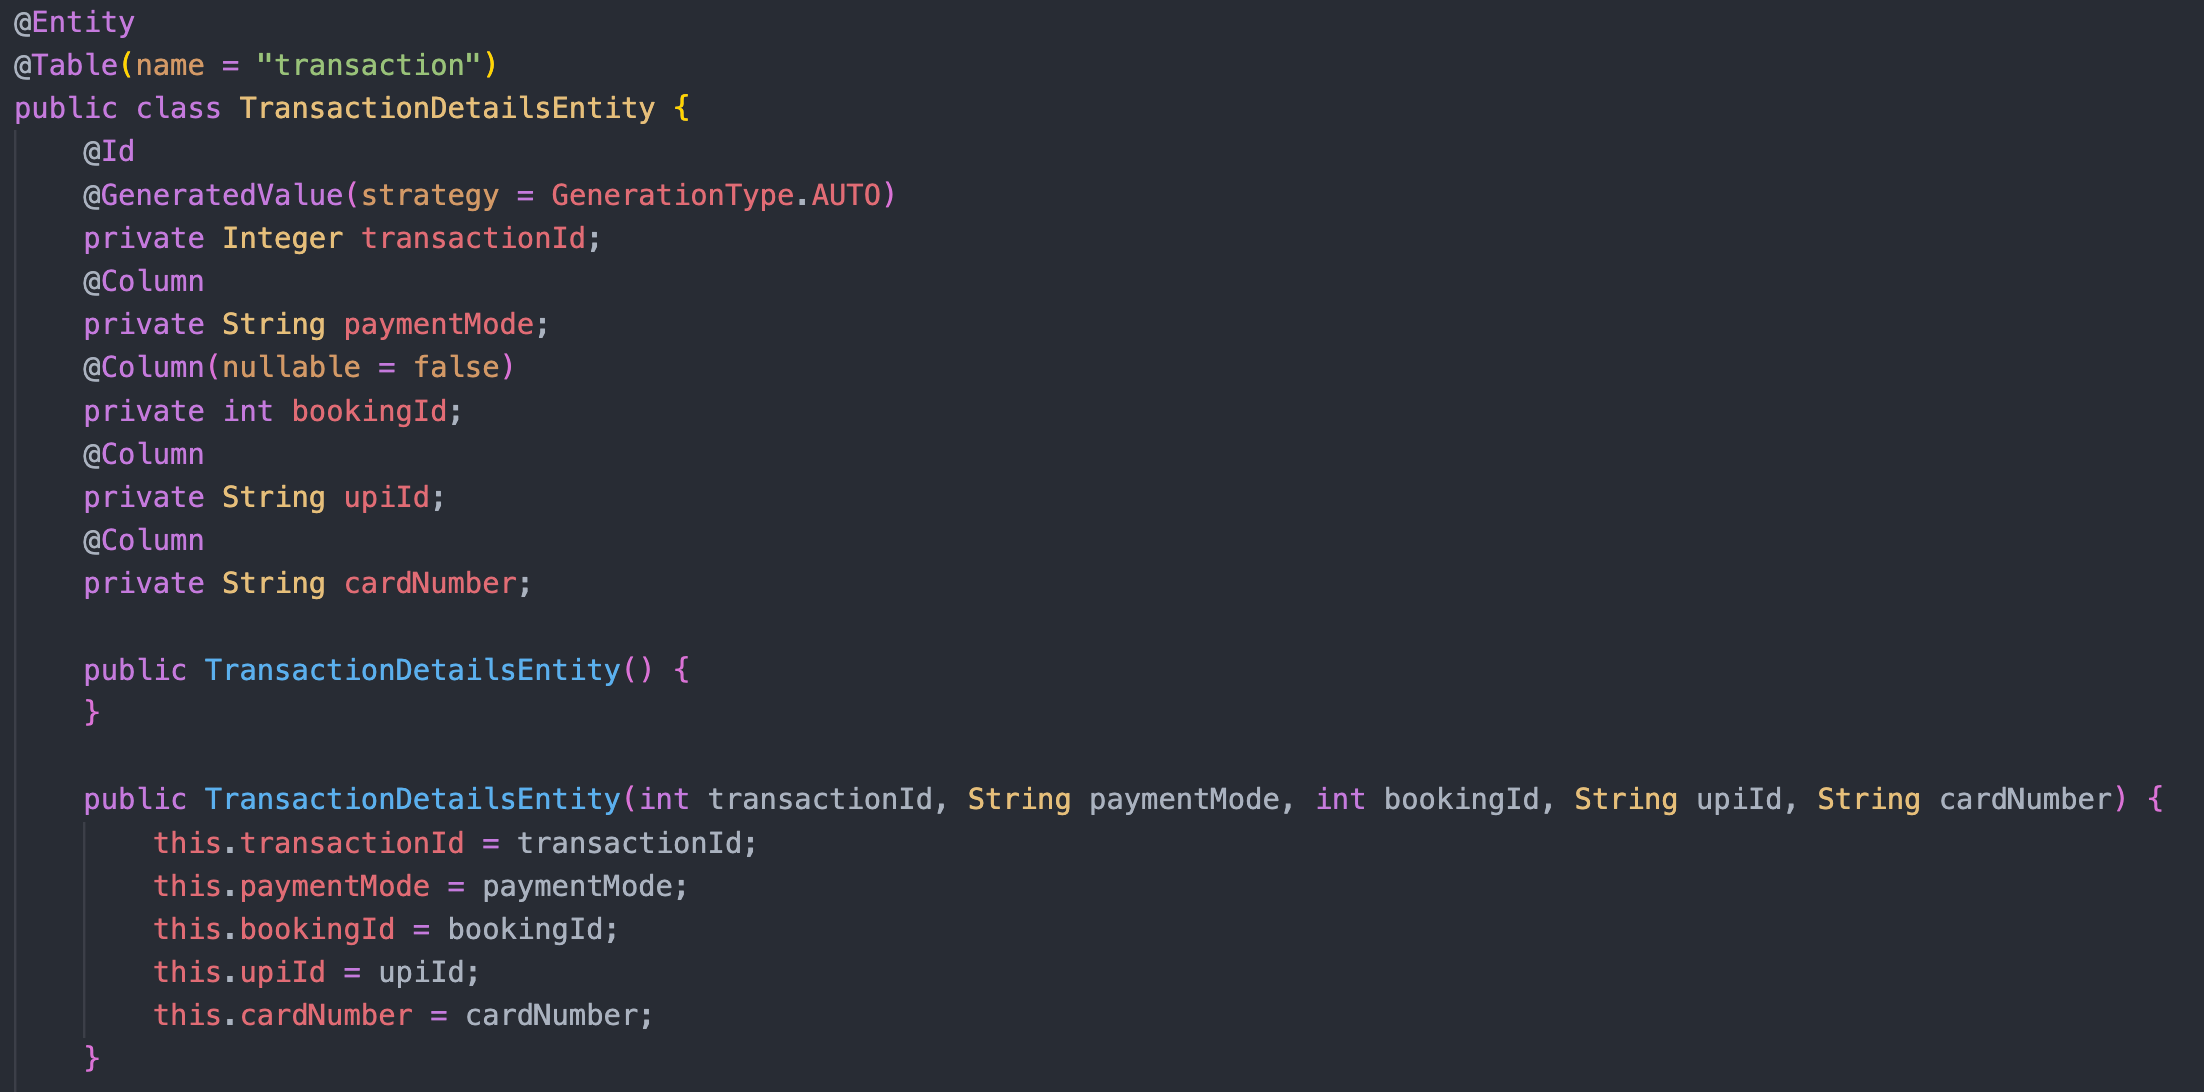 @Entity
@Table(name = "transaction")
public class TransactionDetailsEntity {
    @Id
    @GeneratedValue(strategy = GenerationType.AUTO)
    private Integer transactionId;
    @Column
    private String paymentMode;
    @Column(nullable = false)
    private int bookingId;
    @Column
    private String upiId;
    @Column
    private String cardNumber;

    public TransactionDetailsEntity() {
    }

    public TransactionDetailsEntity(int transactionId, String paymentMode, int bookingId, String upiId, String cardNumber) {
        this.transactionId = transactionId;
        this.paymentMode = paymentMode;
        this.bookingId = bookingId;
        this.upiId = upiId;
        this.cardNumber = cardNumber;
    }